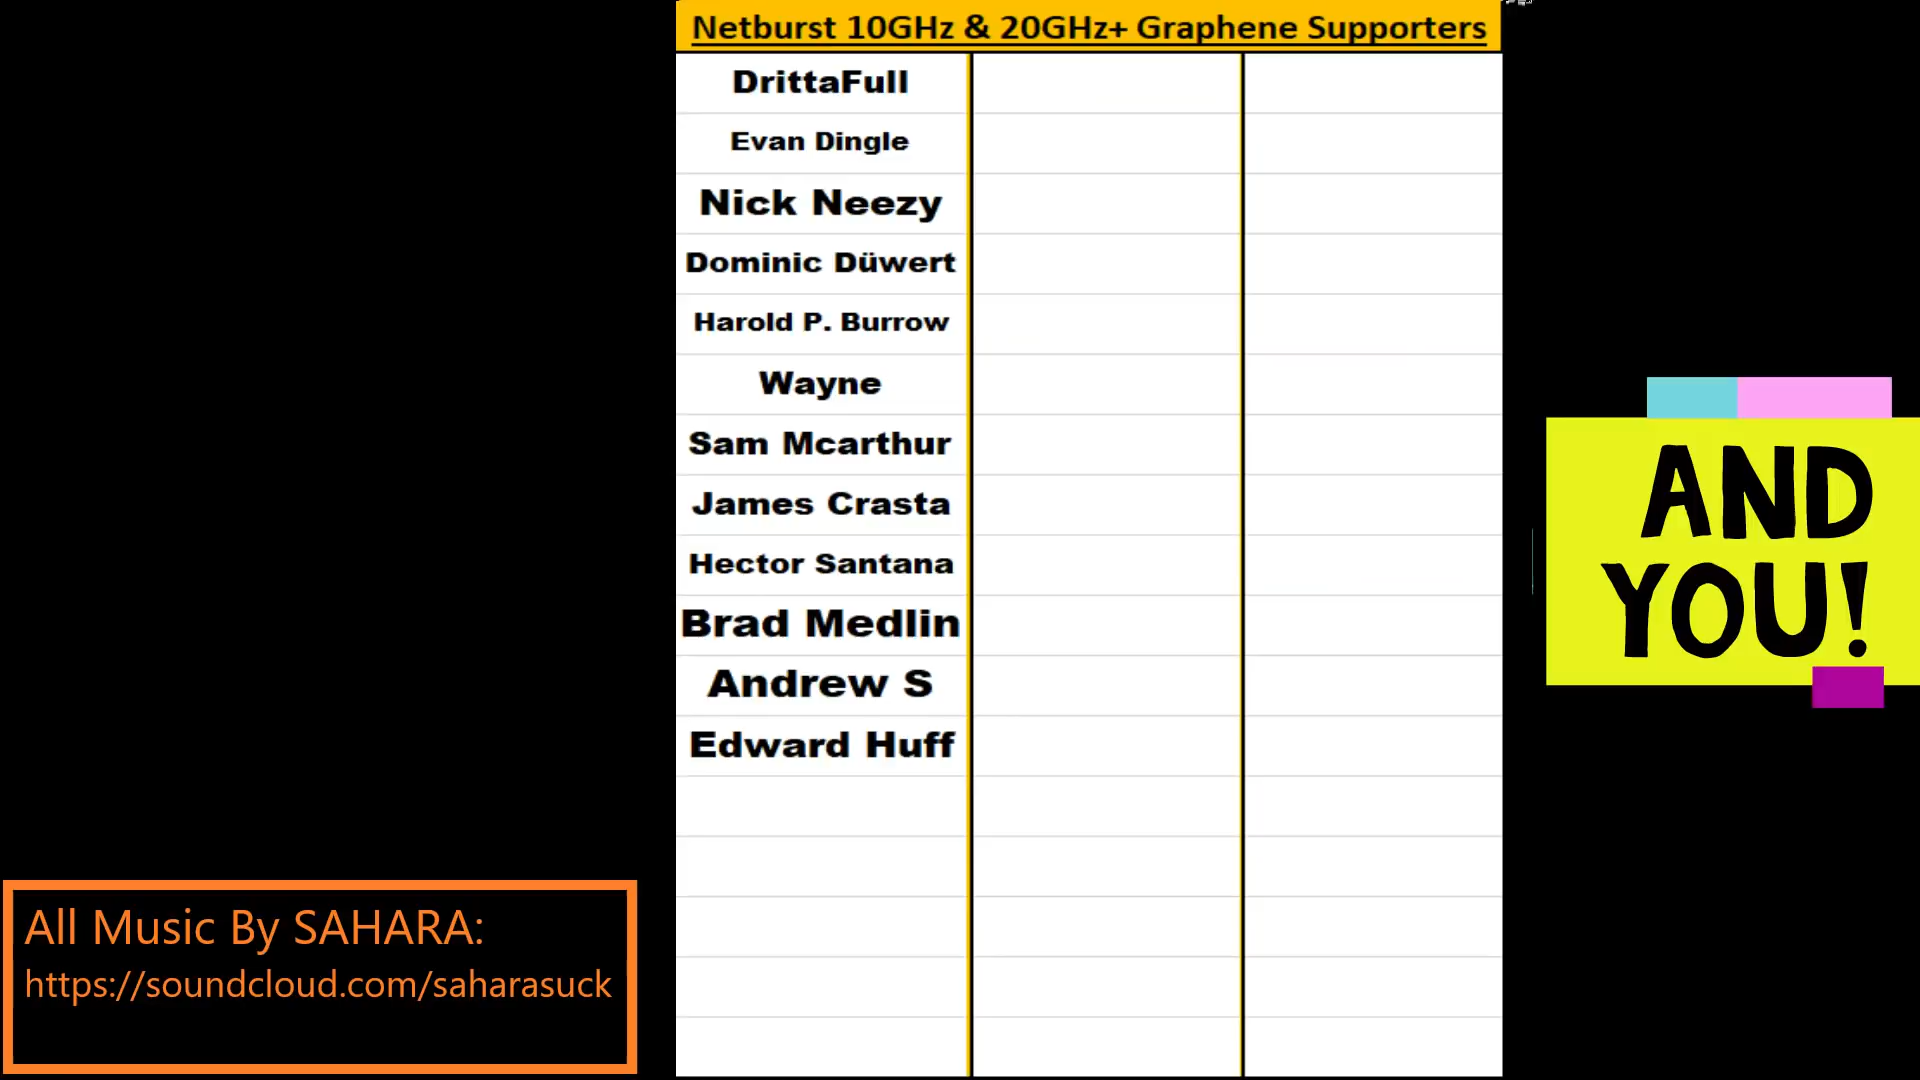 Netburst 10GHz & 20GHz+ Graphene Supporters
DrittaFull
Evan Dingle
Nick Neezy
Dominic Düwert
Harold P. Burrow
Wayne
Sam Mcarthur
James Crasta
Hector Santana
Brad Medlin
Andrew S
Edward Huff
AND
YOU!
All Music By SAHARA:
https://soundcloud.com/saharasuck